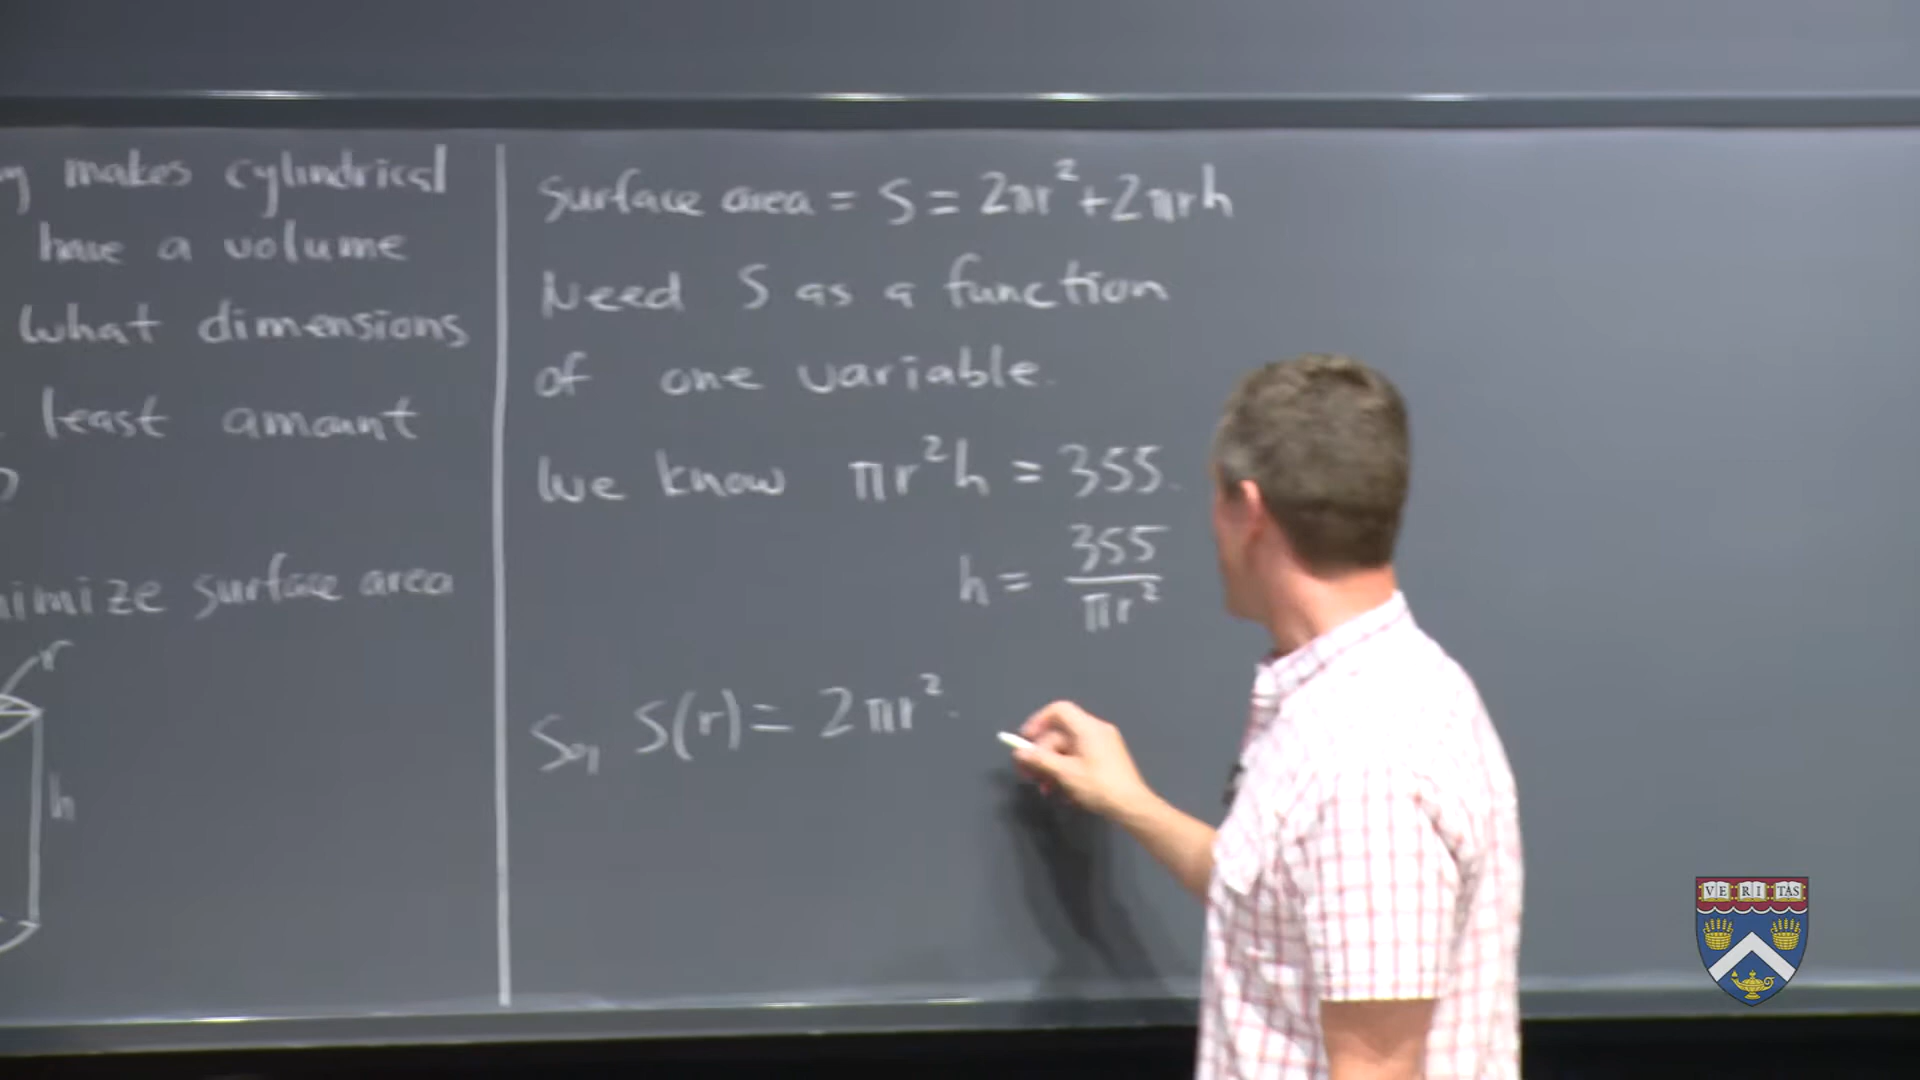 makes cylindrical
have a volume
What dimensions
least amount
surface area
r
h
Surface area = S = 2πr²+2πrh
Need S as a function
of one variable.
We know πr²h = 355.
h = 355/πr²
So, S(r) = 2πr²
VE RI TAS